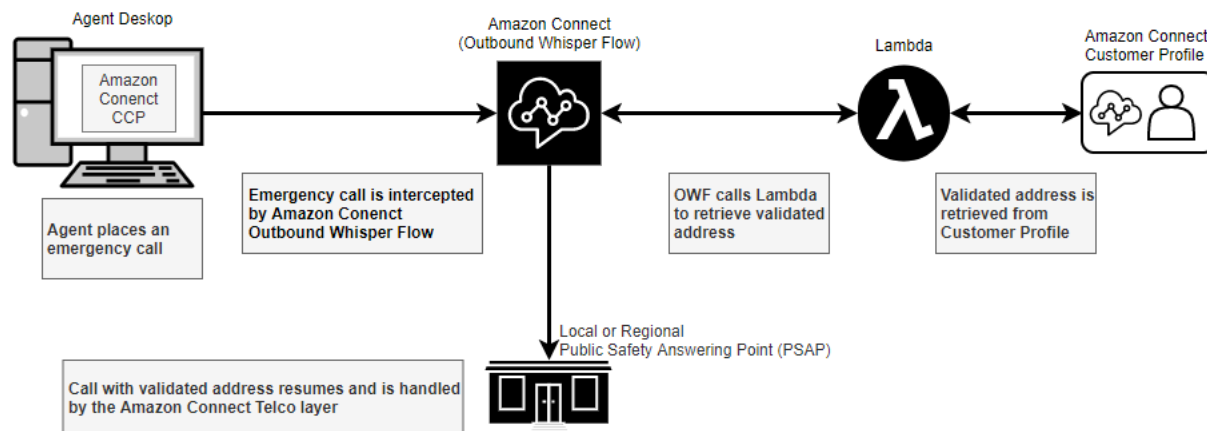 Agent Deskop
Amazon Connect
(Outbound Whisper Flow)
Lambda
Amazon Connect
Customer Profile
Amazon
Conenct
CCP
Agent places an
emergency call
Emergency call is intercepted
by Amazon Conenct
Outbound Whisper Flow
OWF calls Lambda
to retrieve validated
address
Validated address is
retrieved from
Customer Profile
Local or Regional
Public Safety Answering Point (PSAP)
Call with validated address resumes and is handled
by the Amazon Connect Telco layer